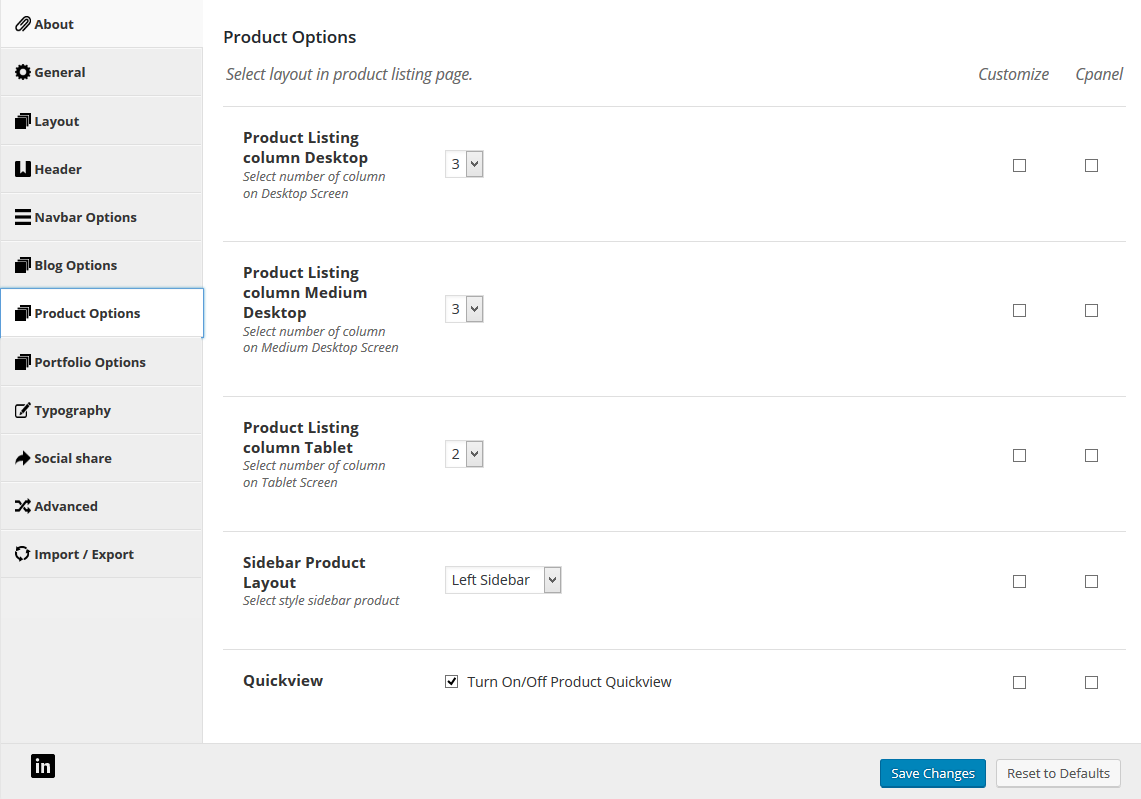 About
General
Layout
Header
Navbar Options
Blog Options
Product Options
Portfolio Options
Typography
Social share
Advanced
Import / Export
Product Options
Select layout in product listing page.
Customize
Cpanel
Product Listing
column Desktop
Select number of column
on Desktop Screen
3
Product Listing
column Medium
Desktop
Select number of column
on Medium Desktop Screen
3
Product Listing
column Tablet
Select number of column
on Tablet Screen
2
Sidebar Product
Layout
Select style sidebar product
Left Sidebar
Quickview
Turn On/Off Product Quickview
in
Save Changes
Reset to Defaults